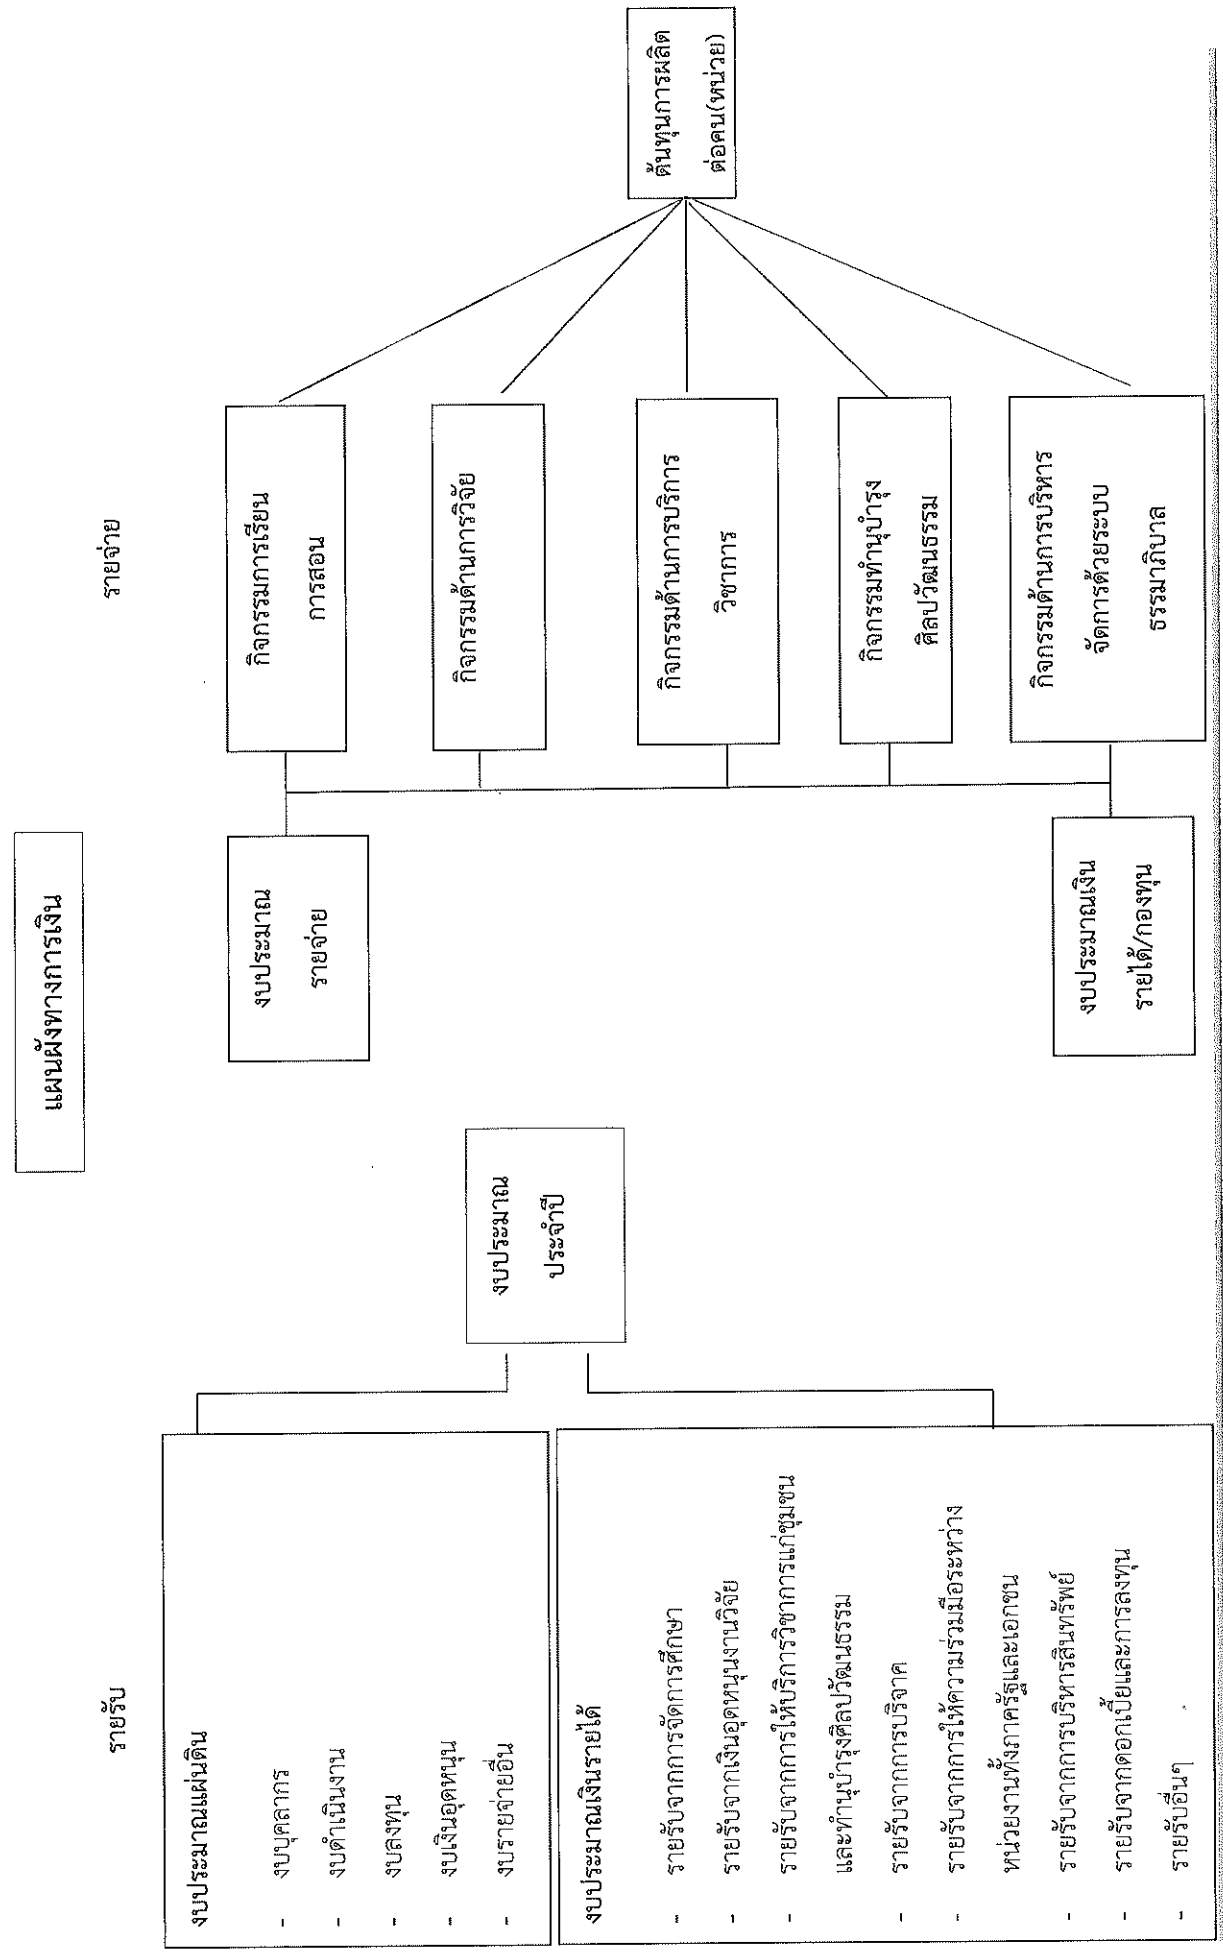 แผนผังทางการเงิน
รายรับ
รายจ่าย
งบประมาณแผ่นดิน
- งบบุคลากร
- งบดำเนินงาน
- งบลงทุน
- งบเงินอุดหนุน
- งบรายจ่ายอื่น
งบประมาณเงินรายได้
- รายรับจากการจัดการศึกษา
- รายรับจากเงินอุดหนุนงานวิจัย
- รายรับจากการให้บริการวิชาการแก่ชุมชน
และทำนุบำรุงศิลปวัฒนธรรม
- รายรับจากการบริจาค
- รายรับจากการให้ความร่วมมือระหว่าง
หน่วยงานทั้งภาครัฐและเอกชน
- รายรับจากการบริหารสินทรัพย์
- รายรับจากดอกเบี้ยและการลงทุน
- รายรับอื่นๆ
งบประมาณ
ประจำปี
งบประมาณ
รายจ่าย
งบประมาณเงิน
รายได้/กองทุน
กิจกรรมการเรียน
การสอน
กิจกรรมด้านการวิจัย
กิจกรรมด้านการบริการ
วิชาการ
กิจกรรมทำนุบำรุง
ศิลปวัฒนธรรม
กิจกรรมด้านการบริหาร
จัดการด้วยระบบ
ธรรมาภิบาล
ต้นทุนการผลิต
ต่อคน(หน่วย)